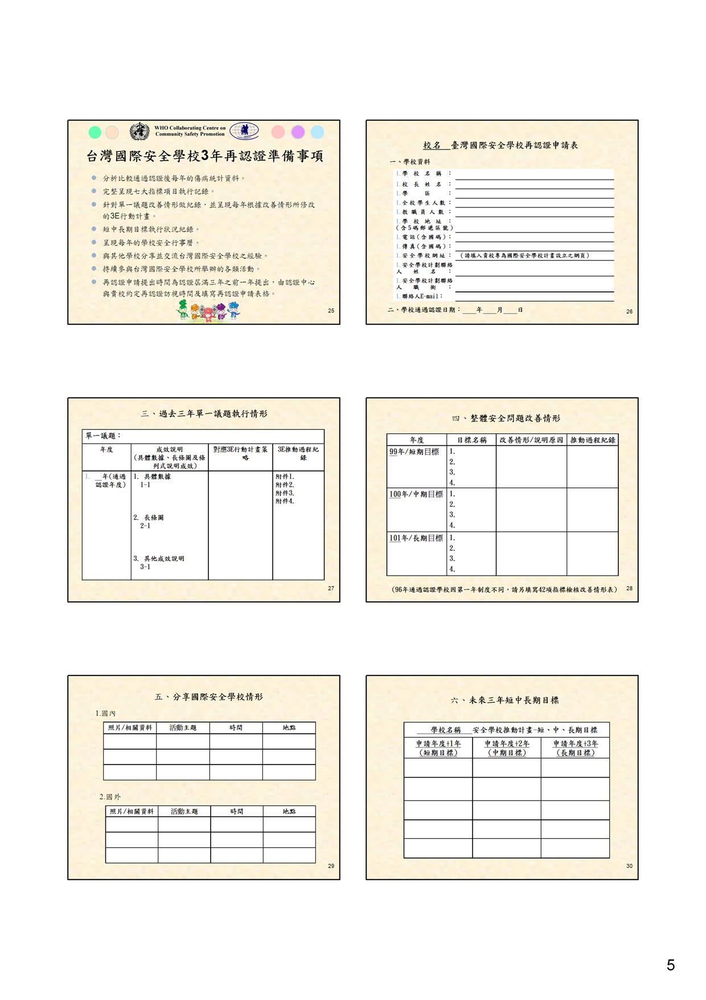 WHO Collaborating Centre on
Community Safety Promotion
台灣國際安全學校3年再認證準備事項
分析比較通過認證後每年的傷病統計資料。
完整呈現七大指標項目執行記錄。
針對單一議題改善情形做紀錄，並呈現每年根據改善情形所修改
的3E行動計畫。
短中長期目標執行狀況紀錄。
呈現每年的學校安全行事曆。
與其他學校分享並交流台灣國際安全學校之經驗。
持續參與台灣國際安全學校所舉辦的各類活動。
再認證申請提出時間為認證屆滿三年之前一年提出，由認證中心
與貴校約定再認證訪視時間及填寫再認證申請表格。
25
校名　臺灣國際安全學校再認證申請表
一、學校資料
1.學校名稱：
1.校長姓名：
1.學區：
1.全校學生人數：
1.教職員人數：
1.學校地址：
(含5碼郵遞區號)
1.電話(含國碼)：
1.傳真(含國碼)：
1.安全學校網址：(請填入貴校專為國際安全學校計畫設立之網頁)
1.安全學校計劃聯絡
人姓名：
1.安全學校計劃聯絡
人職銜：
1.聯絡人E-mail：
二、學校通過認證日期：____年____月____日
26
三、過去三年單一議題執行情形
單一議題：
年度 成效說明 對應3E行動計畫策 3E推動過程紀
(具體數據、長條圖及條 略 錄
列式說明成效)
1. __年(通過 1. 具體數據 附件1.
認證年度) 1-1 附件2.
附件3.
附件4.
2. 長條圖
2-1
3. 其他成效說明
3-1
27
四、整體安全問題改善情形
年度 目標名稱 改善情形/說明原因 推動過程紀錄
99年/短期目標 1.
2.
3.
4.
100年/中期目標 1.
2.
3.
4.
101年/長期目標 1.
2.
3.
4.
(96年通過認證學校因第一年制度不同，請另填寫42項指標檢核改善情形表)
28
五、分享國際安全學校情形
1.國內
照片/相關資料 活動主題 時間 地點
2.國外
照片/相關資料 活動主題 時間 地點
29
六、未來三年短中長期目標
學校名稱　安全學校推動計畫-短、中、長期目標
申請年度+1年 申請年度+2年 申請年度+3年
(短期目標) (中期目標) (長期目標)
30
5